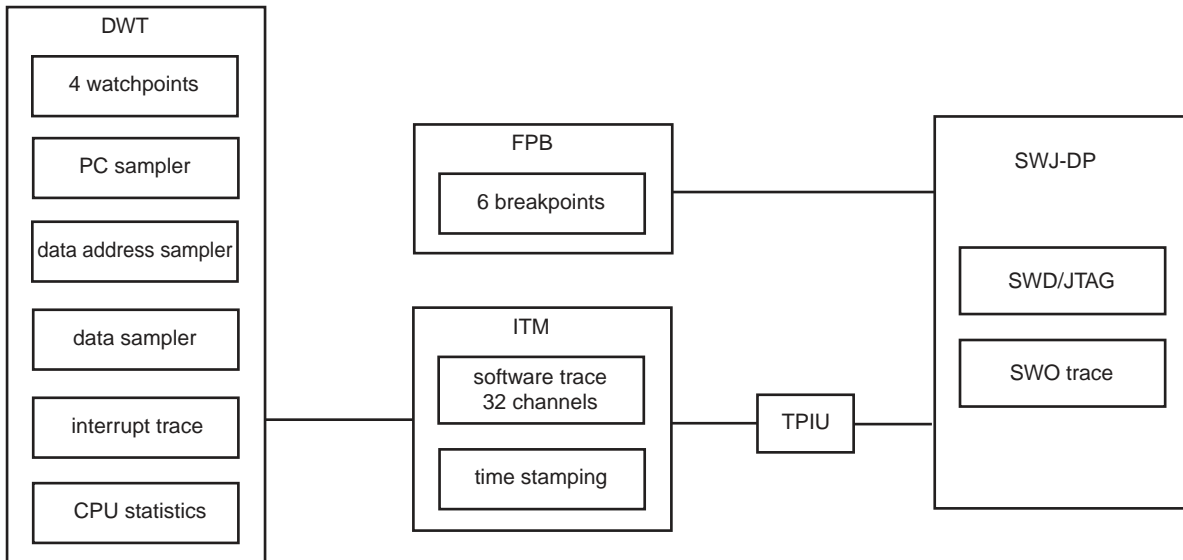 DWT
4 watchpoints
PC sampler
data address sampler
data sampler
interrupt trace
CPU statistics
FPB
6 breakpoints
ITM
software trace
32 channels
time stamping
TPIU
SWJ-DP
SWD/JTAG
SWO trace